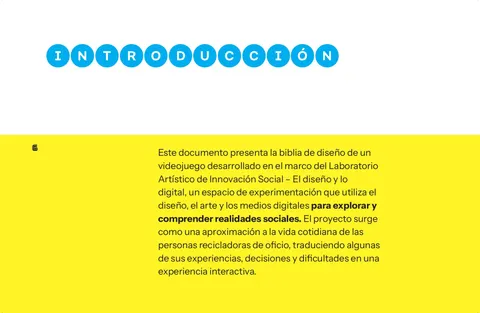 INTRODUCCIÓN
Este documento presenta la biblia de diseño de un
videojuego desarrollado en el marco del Laboratorio
Artístico de Innovación Social – El diseño y lo
digital, un espacio de experimentación que utiliza el
diseño, el arte y los medios digitales para explorar y
comprender realidades sociales. El proyecto surge
como una aproximación a la vida cotidiana de las
personas recicladoras de oficio, traduciendo algunas
de sus experiencias, decisiones y dificultades en una
experiencia interactiva.